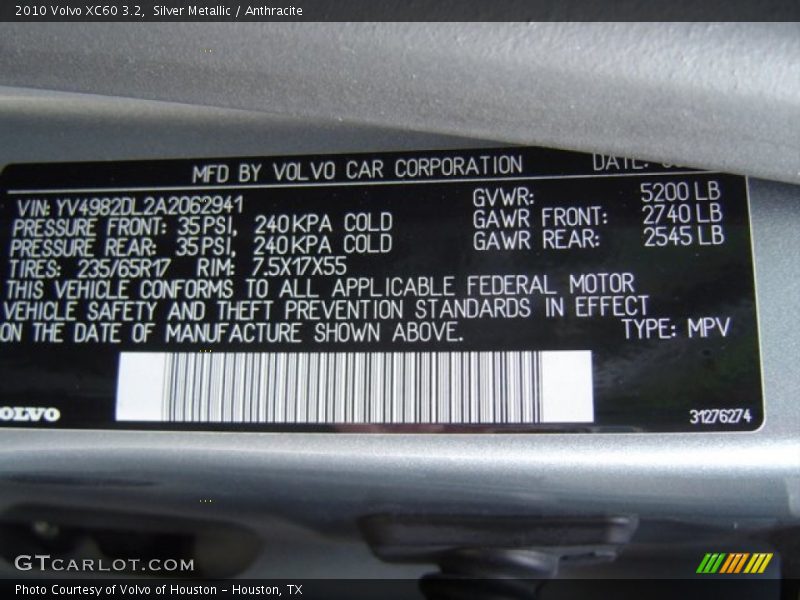 2010 Volvo XC60 3.2, Silver Metallic / Anthracite
MFD BY VOLVO CAR CORPORATION DATE:
VIN: YV4982DL2A2062941
PRESSURE FRONT: 35 PSI, 240 KPA COLD
PRESSURE REAR: 35 PSI, 240 KPA COLD
TIRES: 235/65R17 RIM: 7.5X17X55
GVWR: 5200 LB
GAWR FRONT: 2740 LB
GAWR REAR: 2545 LB
THIS VEHICLE CONFORMS TO ALL APPLICABLE FEDERAL MOTOR
VEHICLE SAFETY AND THEFT PREVENTION STANDARDS IN EFFECT
ON THE DATE OF MANUFACTURE SHOWN ABOVE.
TYPE: MPV
VOLVO
31276274
GTCARLOT.COM
Photo Courtesy of Volvo of Houston - Houston, TX